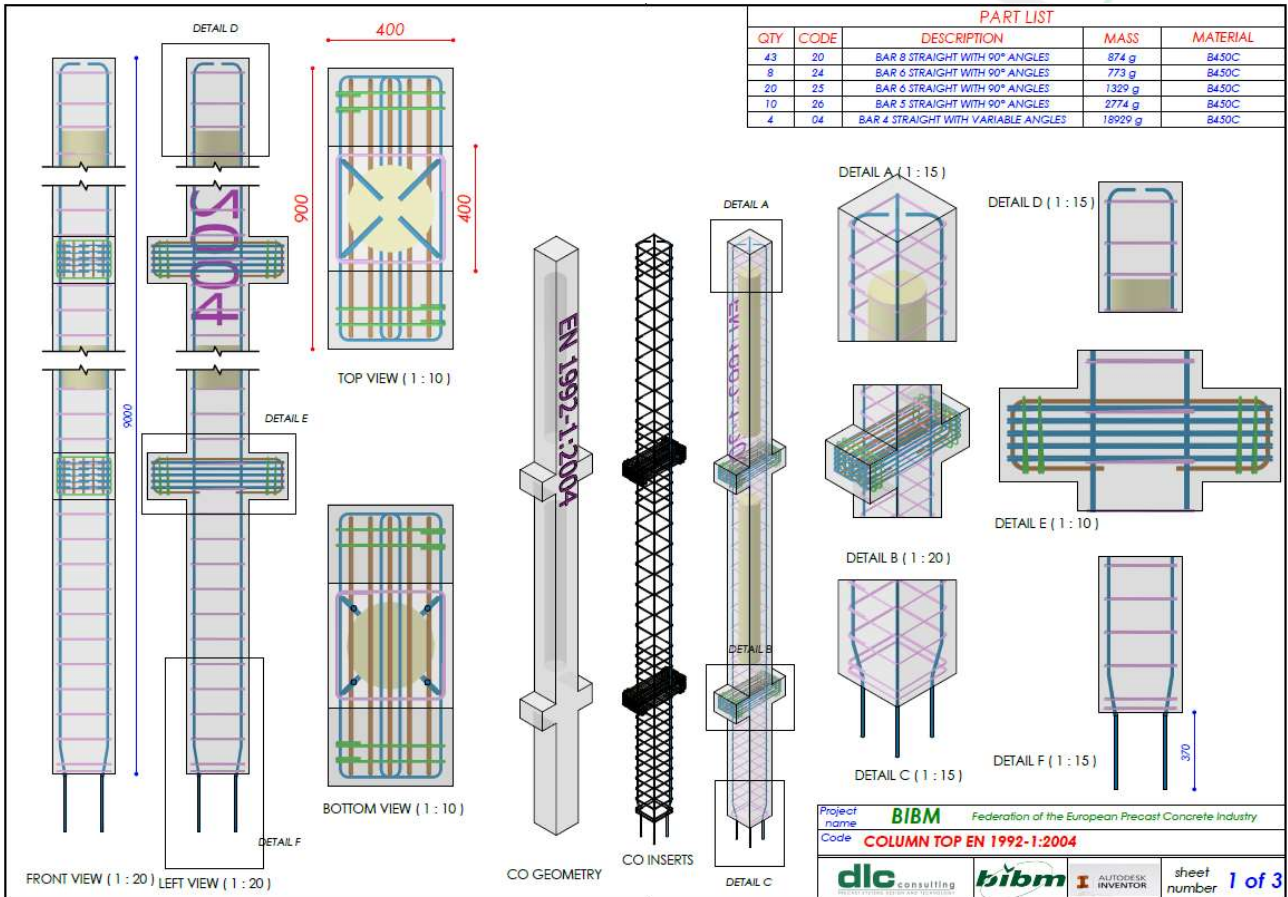 PART LIST
QTY CODE DESCRIPTION MASS MATERIAL
43 20 BAR 8 STRAIGHT WITH 90° ANGLES 874 g B450C
8 24 BAR 6 STRAIGHT WITH 90° ANGLES 773 g B450C
20 25 BAR 6 STRAIGHT WITH 90° ANGLES 1329 g B450C
10 26 BAR 5 STRAIGHT WITH 90° ANGLES 2774 g B450C
4 04 BAR 4 STRAIGHT WITH VARIABLE ANGLES 18929 g B450C
DETAIL D
400
900
400
TOP VIEW ( 1 : 10 )
2004
9000
DETAIL E
DETAIL F
FRONT VIEW ( 1 : 20 )
LEFT VIEW ( 1 : 20 )
BOTTOM VIEW ( 1 : 10 )
EN 1992-1:2004
CO GEOMETRY
CO INSERTS
DETAIL A
DETAIL B
DETAIL C
DETAIL A ( 1 : 15 )
DETAIL D ( 1 : 15 )
DETAIL B ( 1 : 20 )
DETAIL E ( 1 : 10 )
DETAIL C ( 1 : 15 )
DETAIL F ( 1 : 15 )
370
Project name BIBM Federation of the European Precast Concrete Industry
Code COLUMN TOP EN 1992-1:2004
dlc consulting
bibm
I AUTODESK INVENTOR
sheet number 1 of 3